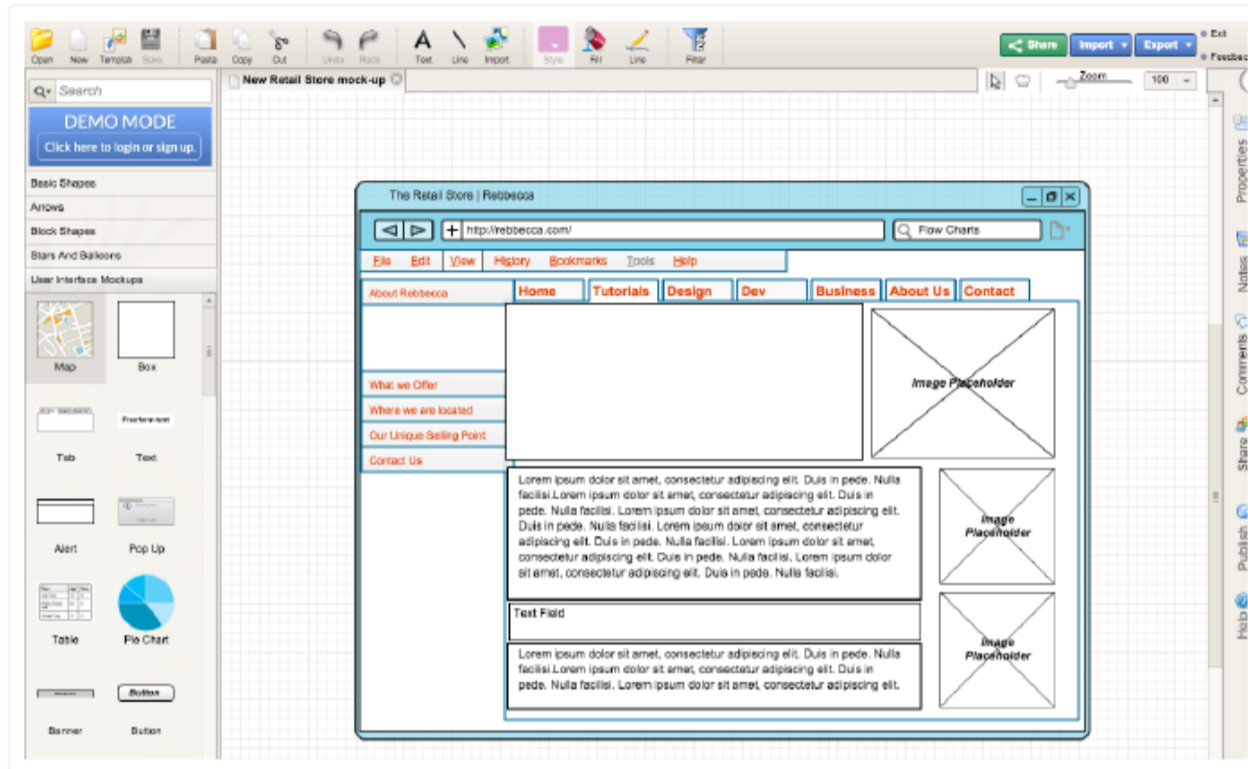 Open New Templat Save Paste Copy Cut Undo Redo Text Line Import Style Fill Line Filter
Share Import Export
Exit
Feedbac
Search
New Retail Store mock-up
Zoom
100
DEMO MODE
Click here to login or sign up.
Basic Shapes
Arrows
Block Shapes
Stars And Balloons
User Interface Mockups
Map Box
Freeform text
Tab Text
Alert Pop Up
Table Pie Chart
Button
Banner Button
The Retail Store | Rebbecca
http://rebbecca.com/
Flow Charts
File Edit View History Bookmarks Tools Help
About Rebbecca
Home Tutorials Design Dev Business About Us Contact
What we Offer
Where we are located
Our Unique Selling Point
Contact Us
Image Placeholder
Lorem ipsum dolor sit amet, consectetur adipiscing elit. Duis in pede. Nulla
facilisi.Lorem ipsum dolor sit amet, consectetur adipiscing elit. Duis in
pede. Nulla facilisi. Lorem ipsum dolor sit amet, consectetur adipiscing elit.
Duis in pede. Nulla facilisi. Lorem ipsum dolor sit amet, consectetur
adipiscing elit. Duis in pede. Nulla facilisi. Lorem ipsum dolor sit amet,
consectetur adipiscing elit. Duis in pede. Nulla facilisi. Lorem ipsum dolor
sit amet, consectetur adipiscing elit. Duis in pede. Nulla facilisi.
Image
Placeholder
Text Field
Lorem ipsum dolor sit amet, consectetur adipiscing elit. Duis in pede. Nulla
facilisi.Lorem ipsum dolor sit amet, consectetur adipiscing elit. Duis in
pede. Nulla facilisi. Lorem ipsum dolor sit amet, consectetur adipiscing elit.
Image
Placeholder
Properties
Notes
Comments
Share
Publish
Help